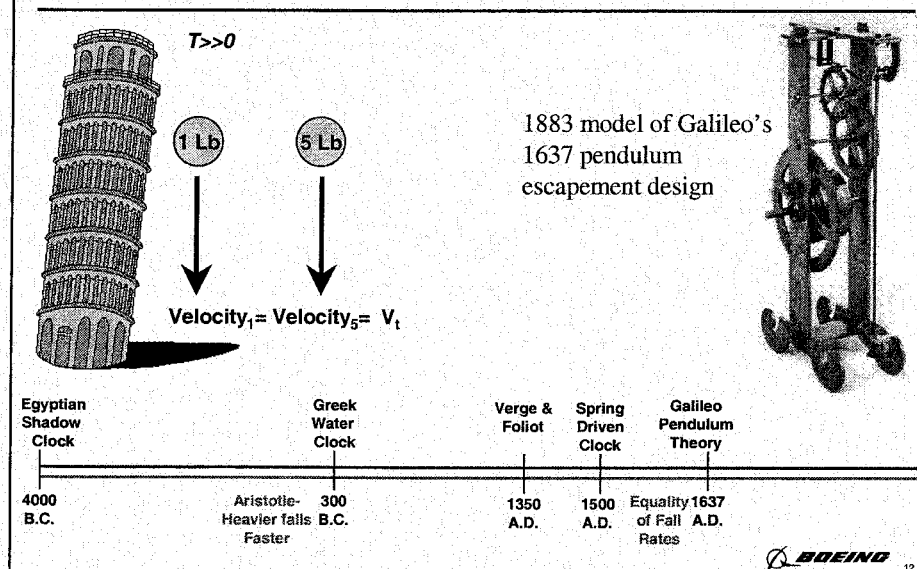 T>>0
1 Lb
5 Lb
1883 model of Galileo's
1637 pendulum
escapement design
Velocity₁= Velocity₅= Vₜ
Egyptian
Shadow
Clock
Greek
Water
Clock
Verge &
Foliot
Spring
Driven
Clock
Galileo
Pendulum
Theory
4000
B.C.
Aristotle-
Heavier falls
Faster
300
B.C.
1350
A.D.
1500
A.D.
Equality
of Fall
Rates
1637
A.D.
BOEING
12